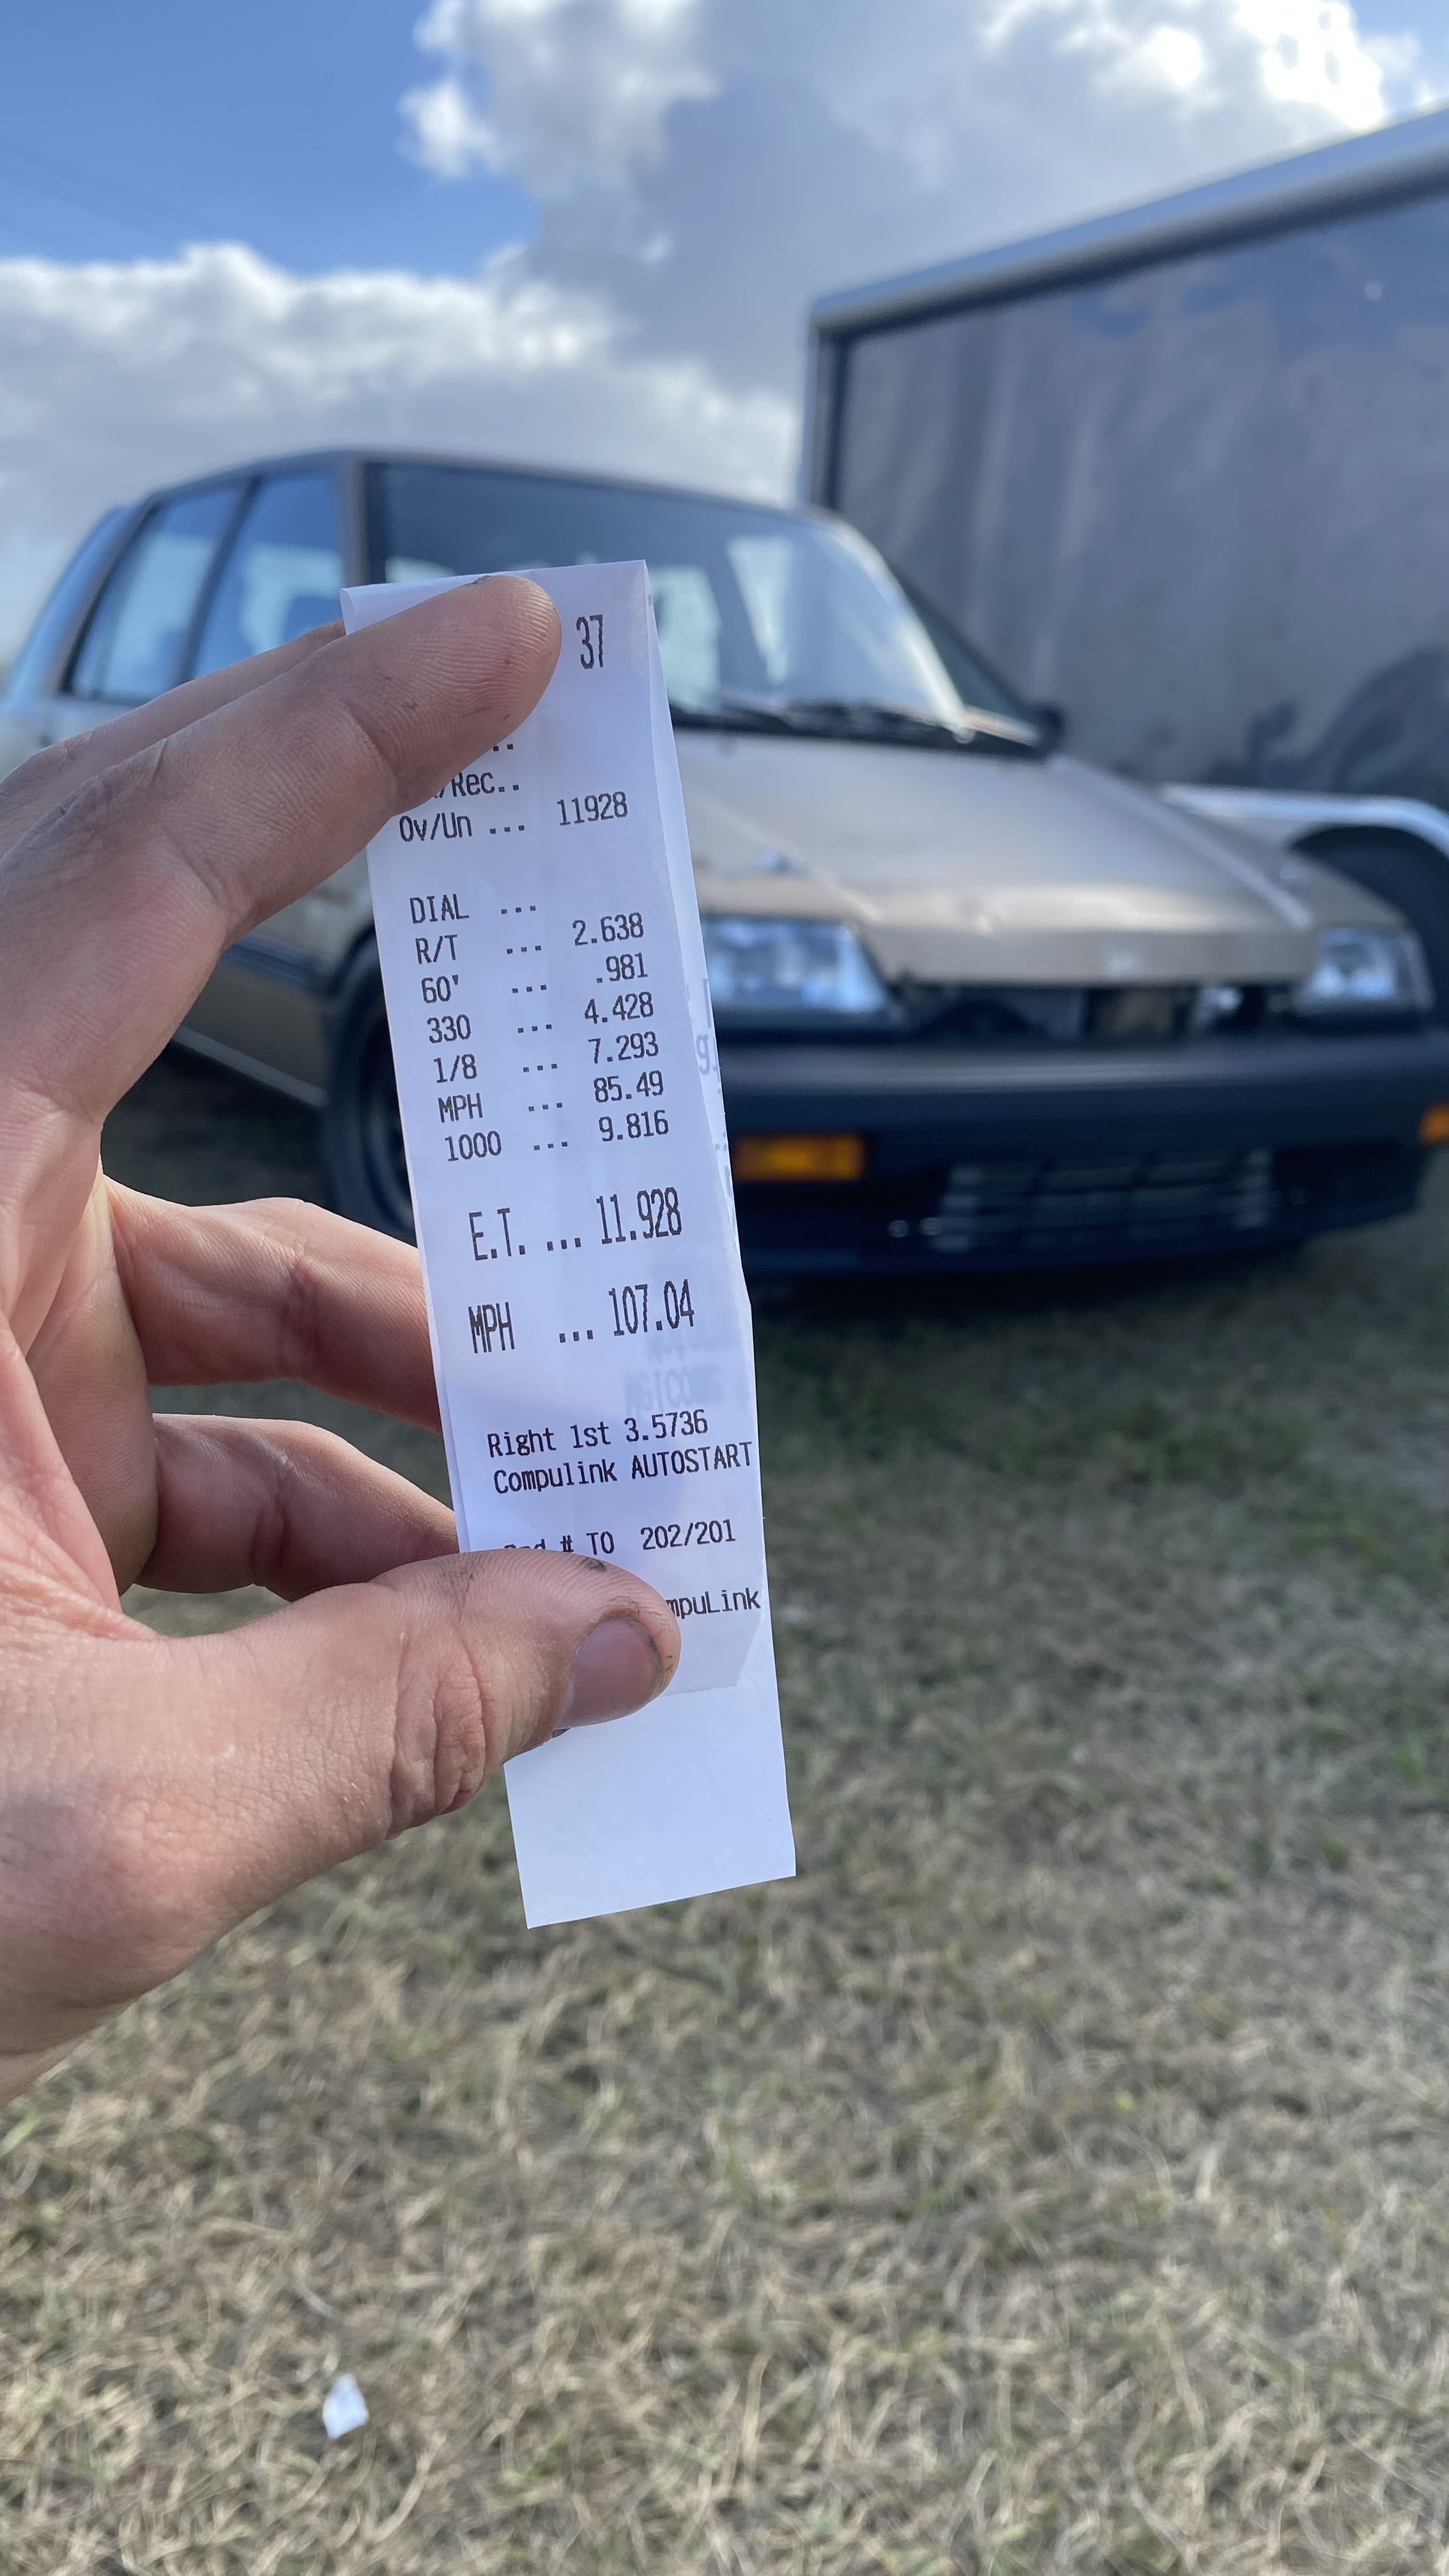 37
..
/Rec..
Ov/Un ... 11928
DIAL ...
R/T ... 2.638
60' ... .981
330 ... 4.428
1/8 ... 7.293
MPH ... 85.49
1000 ... 9.816
E.T. ... 11.928
MPH ... 107.04
Right 1st 3.5736
Compulink AUTOSTART
# TO 202/201
mpuLink